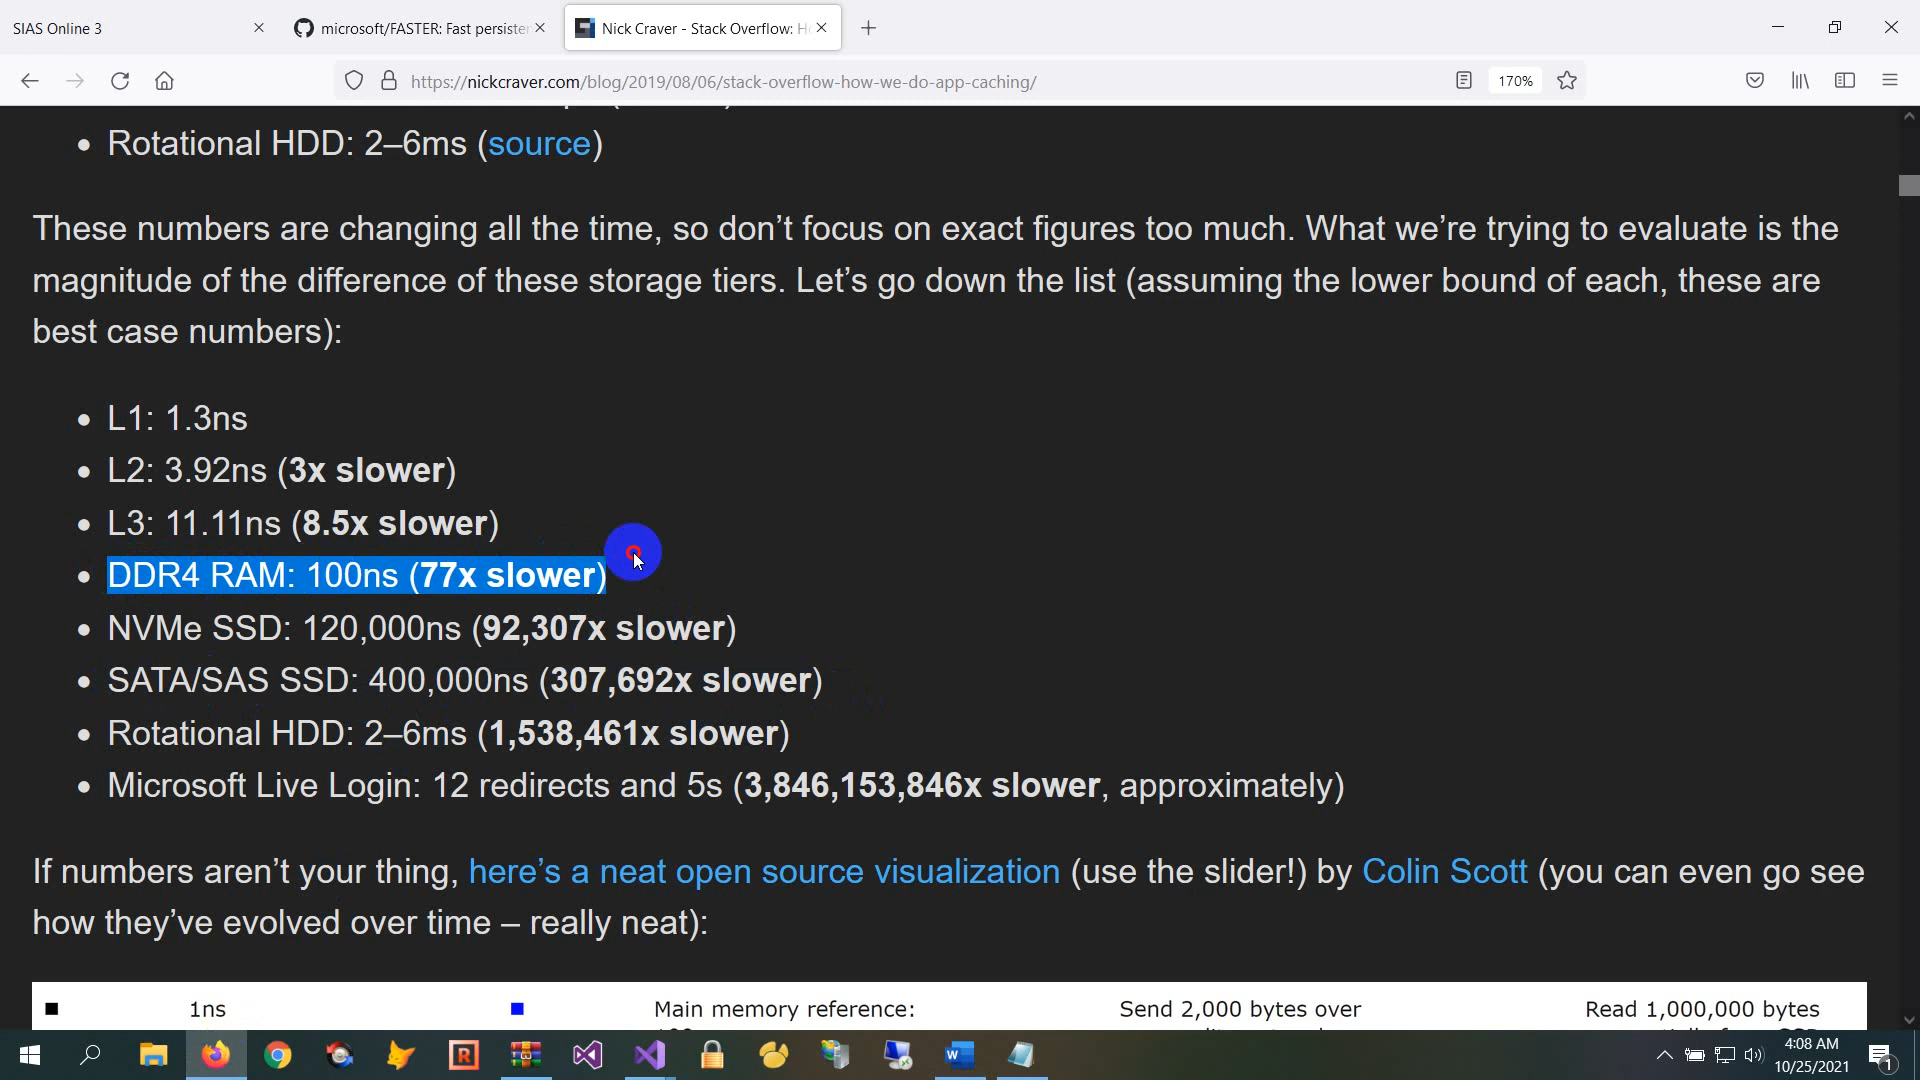 SIAS Online 3
microsoft/FASTER: Fast persister
Nick Craver - Stack Overflow: H
https://nickcraver.com/blog/2019/08/06/stack-overflow-how-we-do-app-caching/
170%
• Rotational HDD: 2–6ms (source)
These numbers are changing all the time, so don’t focus on exact figures too much. What we’re trying to evaluate is the
magnitude of the difference of these storage tiers. Let’s go down the list (assuming the lower bound of each, these are
best case numbers):
• L1: 1.3ns
• L2: 3.92ns (3x slower)
• L3: 11.11ns (8.5x slower)
• DDR4 RAM: 100ns (77x slower)
• NVMe SSD: 120,000ns (92,307x slower)
• SATA/SAS SSD: 400,000ns (307,692x slower)
• Rotational HDD: 2–6ms (1,538,461x slower)
• Microsoft Live Login: 12 redirects and 5s (3,846,153,846x slower, approximately)
If numbers aren’t your thing, here’s a neat open source visualization (use the slider!) by Colin Scott (you can even go see
how they’ve evolved over time – really neat):
1ns
Main memory reference:
Send 2,000 bytes over
Read 1,000,000 bytes
4:08 AM
10/25/2021
1